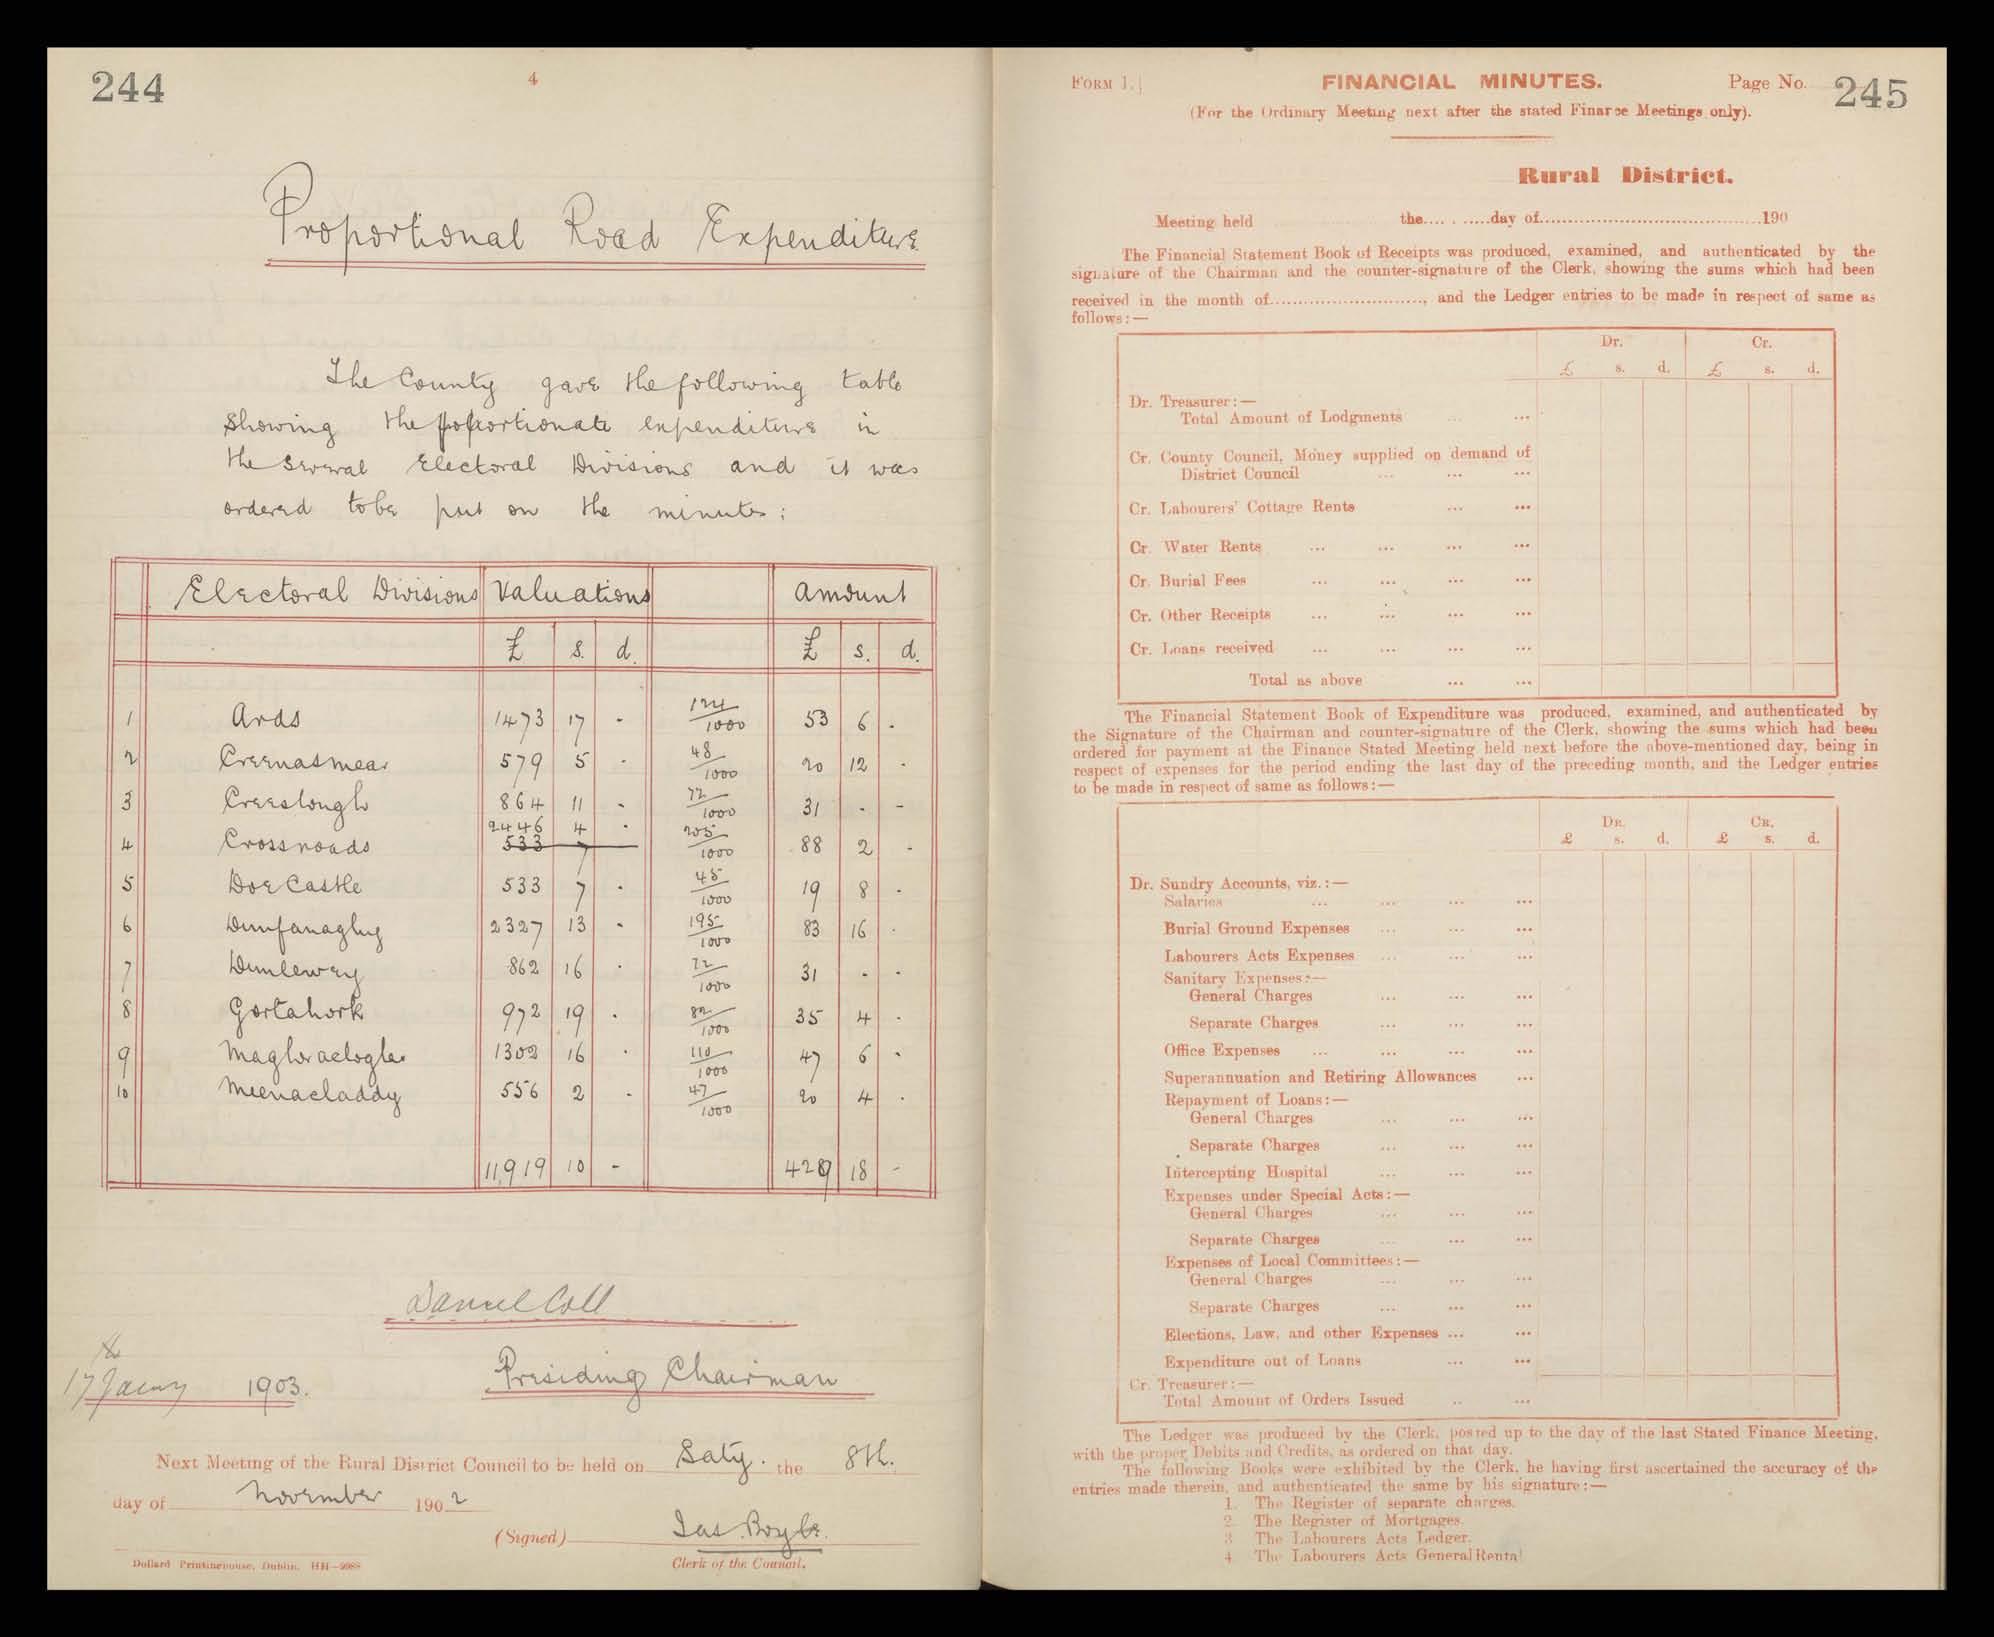 244
4
Proportional Road Expenditure
The County gave the following table
showing the proportionate expenditure in
the several Electoral Divisions and it was
ordered to be put on the minutes:
Electoral Divisions Valuations Amount
£ s. d. £ s. d.
1 Ards 1473 17 - 124/1000 53 6 -
2 Creenasmear 579 5 - 48/1000 20 12 -
3 Creeslough 864 11 - 72/1000 31 - -
4 Crossroads 2446 4 - 205/1000 88 2 -
533 7
5 Doe Castle 533 7 - 45/1000 19 8 -
6 Dunfanaghy 2327 13 - 195/1000 83 16 -
7 Dunlewey 862 16 - 72/1000 31 - -
8 Gortahork 972 19 - 82/1000 35 4 -
9 Magheraclogher 1302 16 - 110/1000 47 6 -
10 Meenacladdy 556 2 - 47/1000 20 4 -
11,919 10 - 429 18 -
Daniel Coll
17th Jany 1903.
Presiding Chairman
Next Meeting of the Rural District Council to be held on Saty. the 8th.
day of November 1902
(Signed) Jas. Boyle.
Clerk of the Council.
Dollard Printinghouse, Dublin. HH—
FORM 1.
FINANCIAL MINUTES.
Page No. 245
(For the Ordinary Meeting next after the stated Finance Meetings only).
Rural District.
Meeting held the...........day of......................................190
The Financial Statement Book of Receipts was produced, examined, and authenticated by the
signature of the Chairman and the counter-signature of the Clerk, showing the sums which had been
received in the month of..........................., and the Ledger entries to be made in respect of same as
follows:—
Dr. Cr.
£ s. d. £ s. d.
Dr. Treasurer:—
Total Amount of Lodgments ... ...
Cr. County Council, Money supplied on demand of
District Council ... ... ...
Cr. Labourers' Cottage Rents ... ...
Cr. Water Rents ... ... ... ...
Cr. Burial Fees ... ... ... ...
Cr. Other Receipts ... ... ... ...
Cr. Loans received ... ... ... ...
Total as above ... ...
The Financial Statement Book of Expenditure was produced, examined, and authenticated by
the Signature of the Chairman and counter-signature of the Clerk, showing the sums which had been
ordered for payment at the Finance Stated Meeting held next before the above-mentioned day, being in
respect of expenses for the period ending the last day of the preceding month, and the Ledger entries
to be made in respect of same as follows:—
DR. CR.
£ s. d. £ s. d.
Dr. Sundry Accounts, viz.:—
Salaries ... ... ... ...
Burial Ground Expenses ... ... ...
Labourers Acts Expenses ... ... ...
Sanitary Expenses:—
General Charges ... ... ...
Separate Charges ... ... ...
Office Expenses ... ... ... ...
Superannuation and Retiring Allowances ...
Repayment of Loans:—
General Charges ... ... ...
Separate Charges ... ... ...
Intercepting Hospital ... ... ...
Expenses under Special Acts:—
General Charges ... ... ...
Separate Charges ... ... ...
Expenses of Local Committees:—
General Charges ... ... ...
Separate Charges ... ... ...
Elections, Law, and other Expenses ... ...
Expenditure out of Loans ... ...
Cr. Treasurer:—
Total Amount of Orders Issued .. ...
The Ledger was produced by the Clerk, posted up to the day of the last Stated Finance Meeting,
with the proper Debits and Credits, as ordered on that day.
The following Books were exhibited by the Clerk, he having first ascertained the accuracy of the
entries made therein, and authenticated the same by his signature:—
1. The Register of separate charges.
2. The Register of Mortgages.
3 The Labourers Acts Ledger.
4. The Labourers Acts General Rental